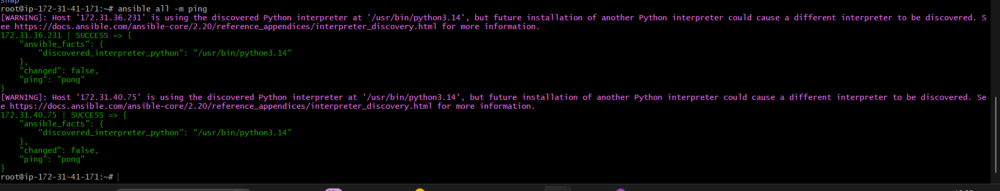 snap
root@ip-172-31-41-171:~# ansible all -m ping
[WARNING]: Host '172.31.36.231' is using the discovered Python interpreter at '/usr/bin/python3.14', but future installation of another Python interpreter could cause a different interpreter to be discovered. S
ee https://docs.ansible.com/ansible-core/2.20/reference_appendices/interpreter_discovery.html for more information.
172.31.36.231 | SUCCESS => {
    "ansible_facts": {
        "discovered_interpreter_python": "/usr/bin/python3.14"
    },
    "changed": false,
    "ping": "pong"
}
[WARNING]: Host '172.31.40.75' is using the discovered Python interpreter at '/usr/bin/python3.14', but future installation of another Python interpreter could cause a different interpreter to be discovered. Se
e https://docs.ansible.com/ansible-core/2.20/reference_appendices/interpreter_discovery.html for more information.
172.31.40.75 | SUCCESS => {
    "ansible_facts": {
        "discovered_interpreter_python": "/usr/bin/python3.14"
    },
    "changed": false,
    "ping": "pong"
}
root@ip-172-31-41-171:~#